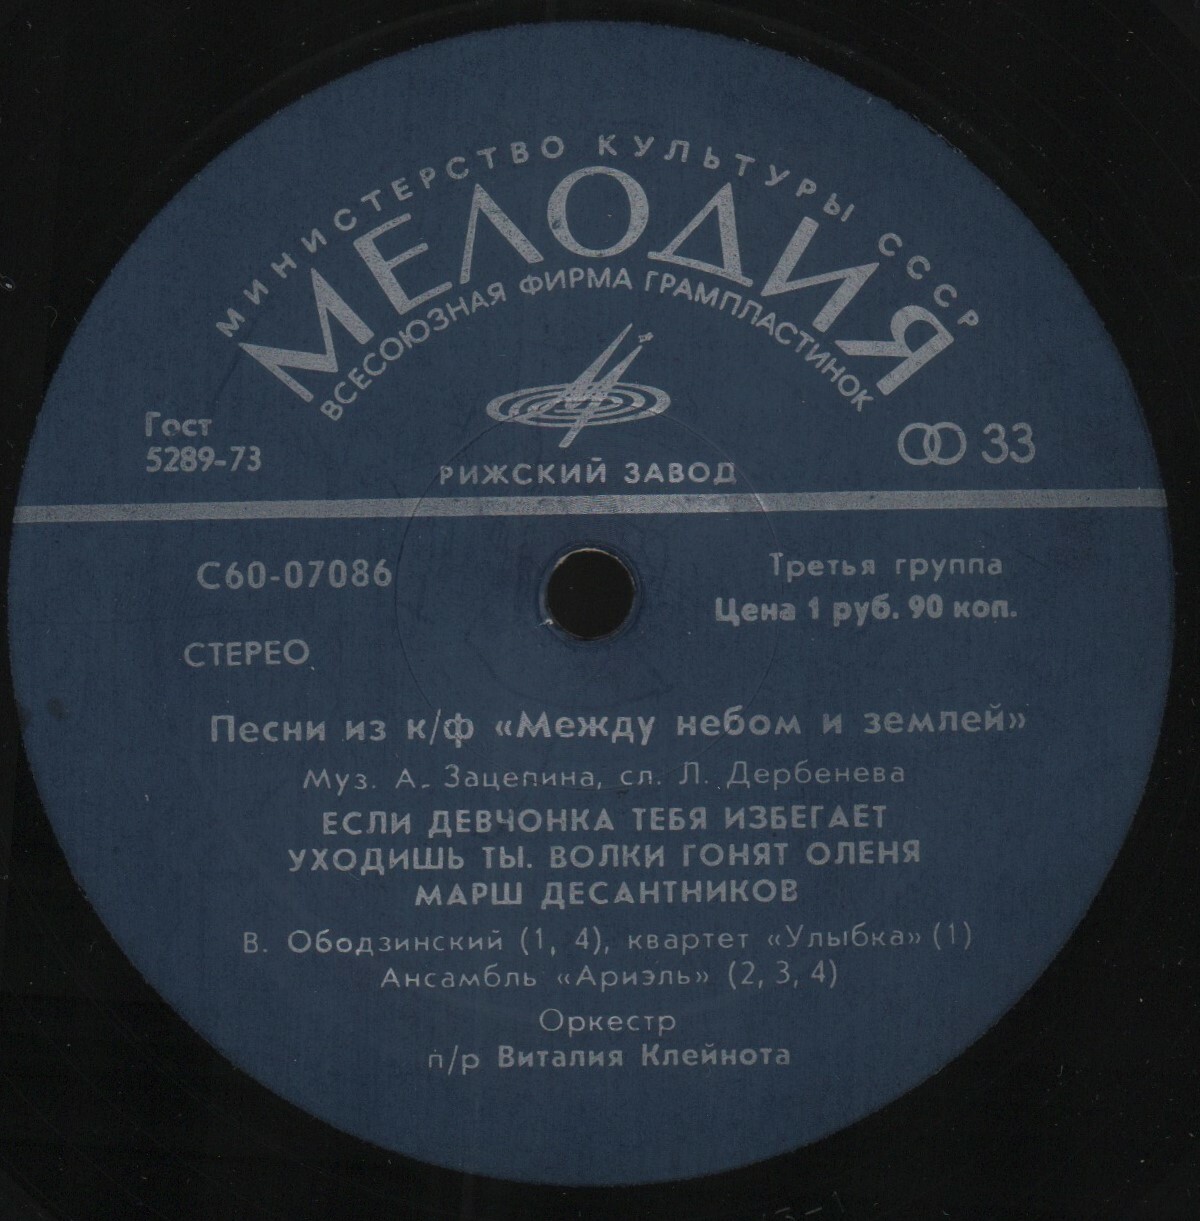 МИНИСТЕРСТВО КУЛЬТУРЫ СССР
МЕЛОДИЯ
ВСЕСОЮЗНАЯ ФИРМА ГРАМПЛАСТИНОК
Гост
5289-73
33
РИЖСКИЙ ЗАВОД
С60-07086
Третья группа
Цена 1 руб. 90 коп.
СТЕРЕО
Песни из к/ф «Между небом и землей»
Муз. А. Зацепина, сл. Л. Дербенева
ЕСЛИ ДЕВЧОНКА ТЕБЯ ИЗБЕГАЕТ
УХОДИШЬ ТЫ. ВОЛКИ ГОНЯТ ОЛЕНЯ
МАРШ ДЕСАНТНИКОВ
В. Ободзинский (1, 4), квартет «Улыбка» (1)
Ансамбль «Ариэль» (2, 3, 4)
Оркестр
п/р Виталия Клейнота